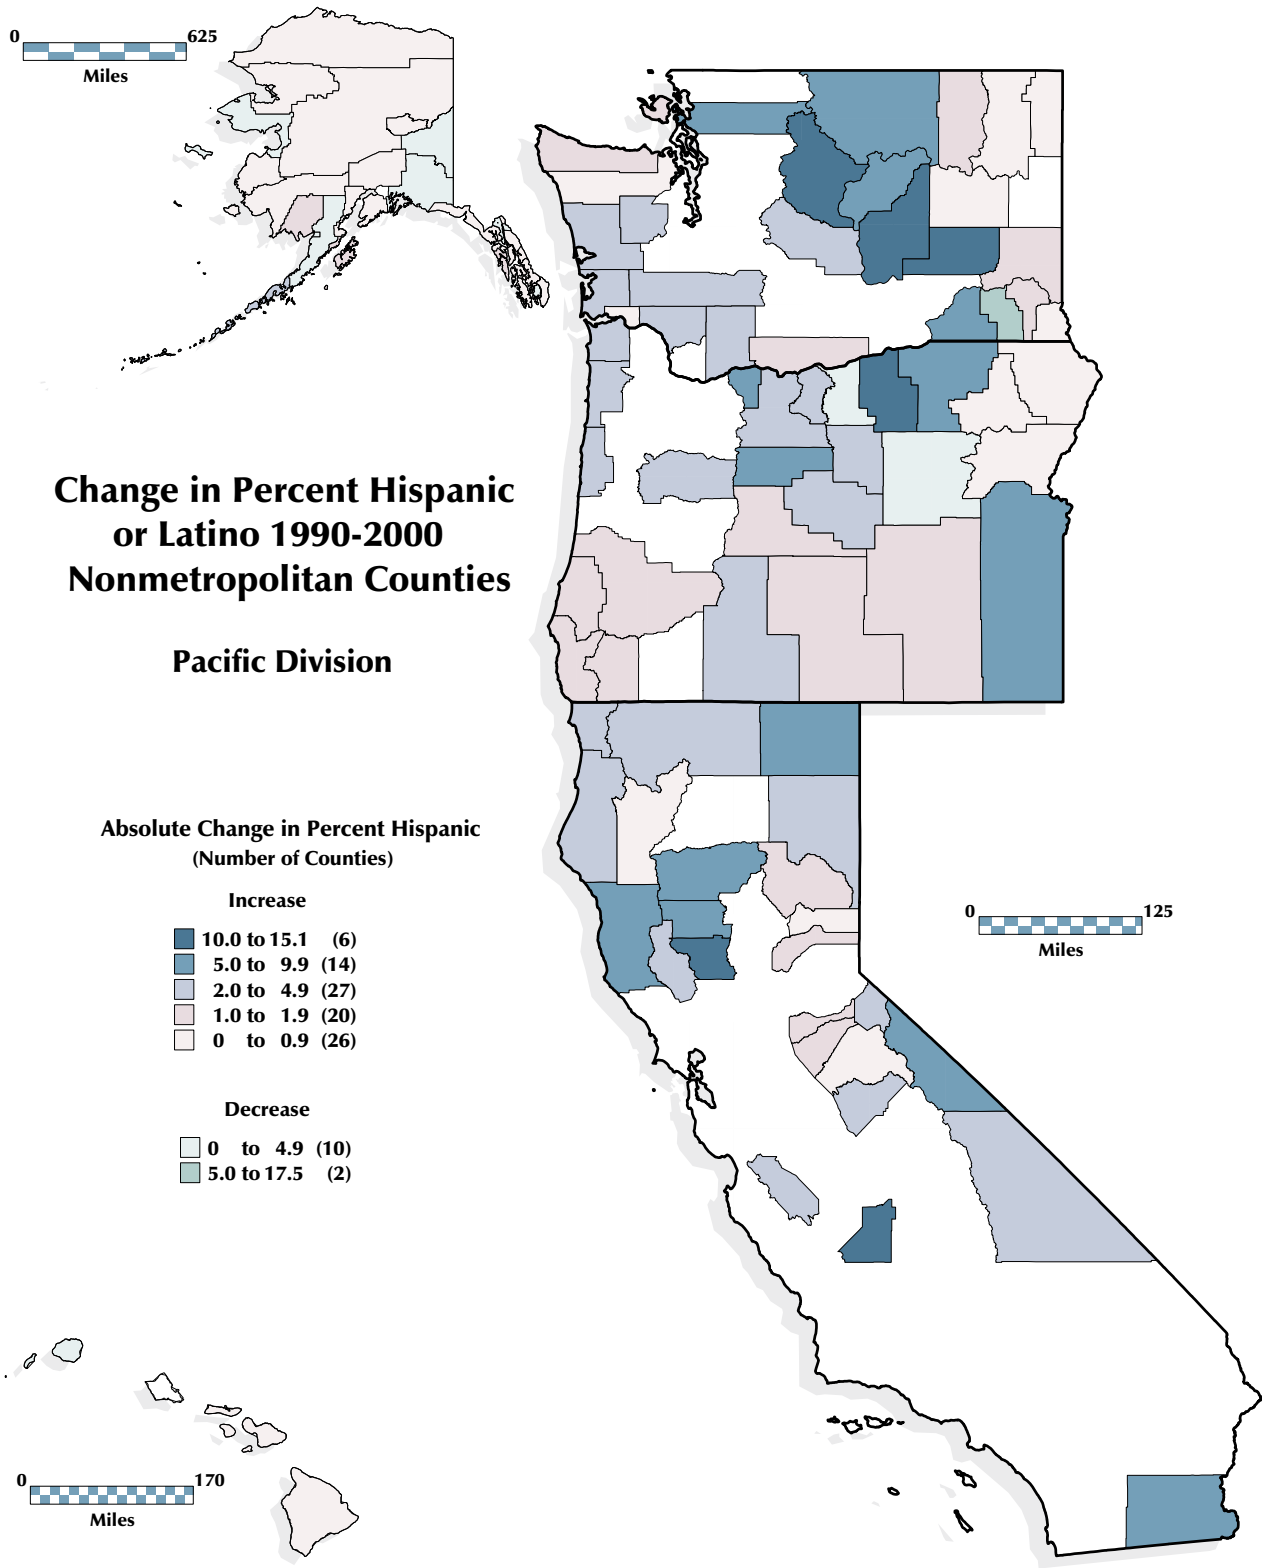 0 625
Miles
Change in Percent Hispanic
or Latino 1990-2000
Nonmetropolitan Counties
Pacific Division
Absolute Change in Percent Hispanic
(Number of Counties)
Increase
10.0 to 15.1 (6)
5.0 to 9.9 (14)
2.0 to 4.9 (27)
1.0 to 1.9 (20)
0 to 0.9 (26)
Decrease
0 to 4.9 (10)
5.0 to 17.5 (2)
0 125
Miles
0 170
Miles